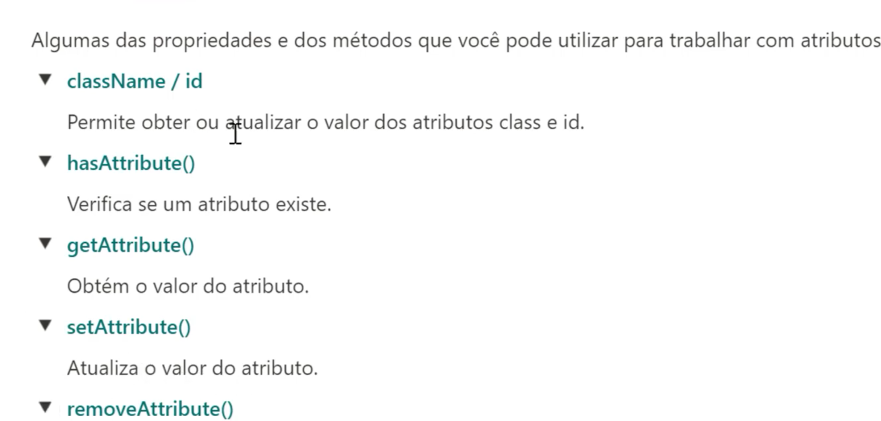 Algumas das propriedades e dos métodos que você pode utilizar para trabalhar com atributos
className / id
Permite obter ou atualizar o valor dos atributos class e id.
hasAttribute()
Verifica se um atributo existe.
getAttribute()
Obtém o valor do atributo.
setAttribute()
Atualiza o valor do atributo.
removeAttribute()